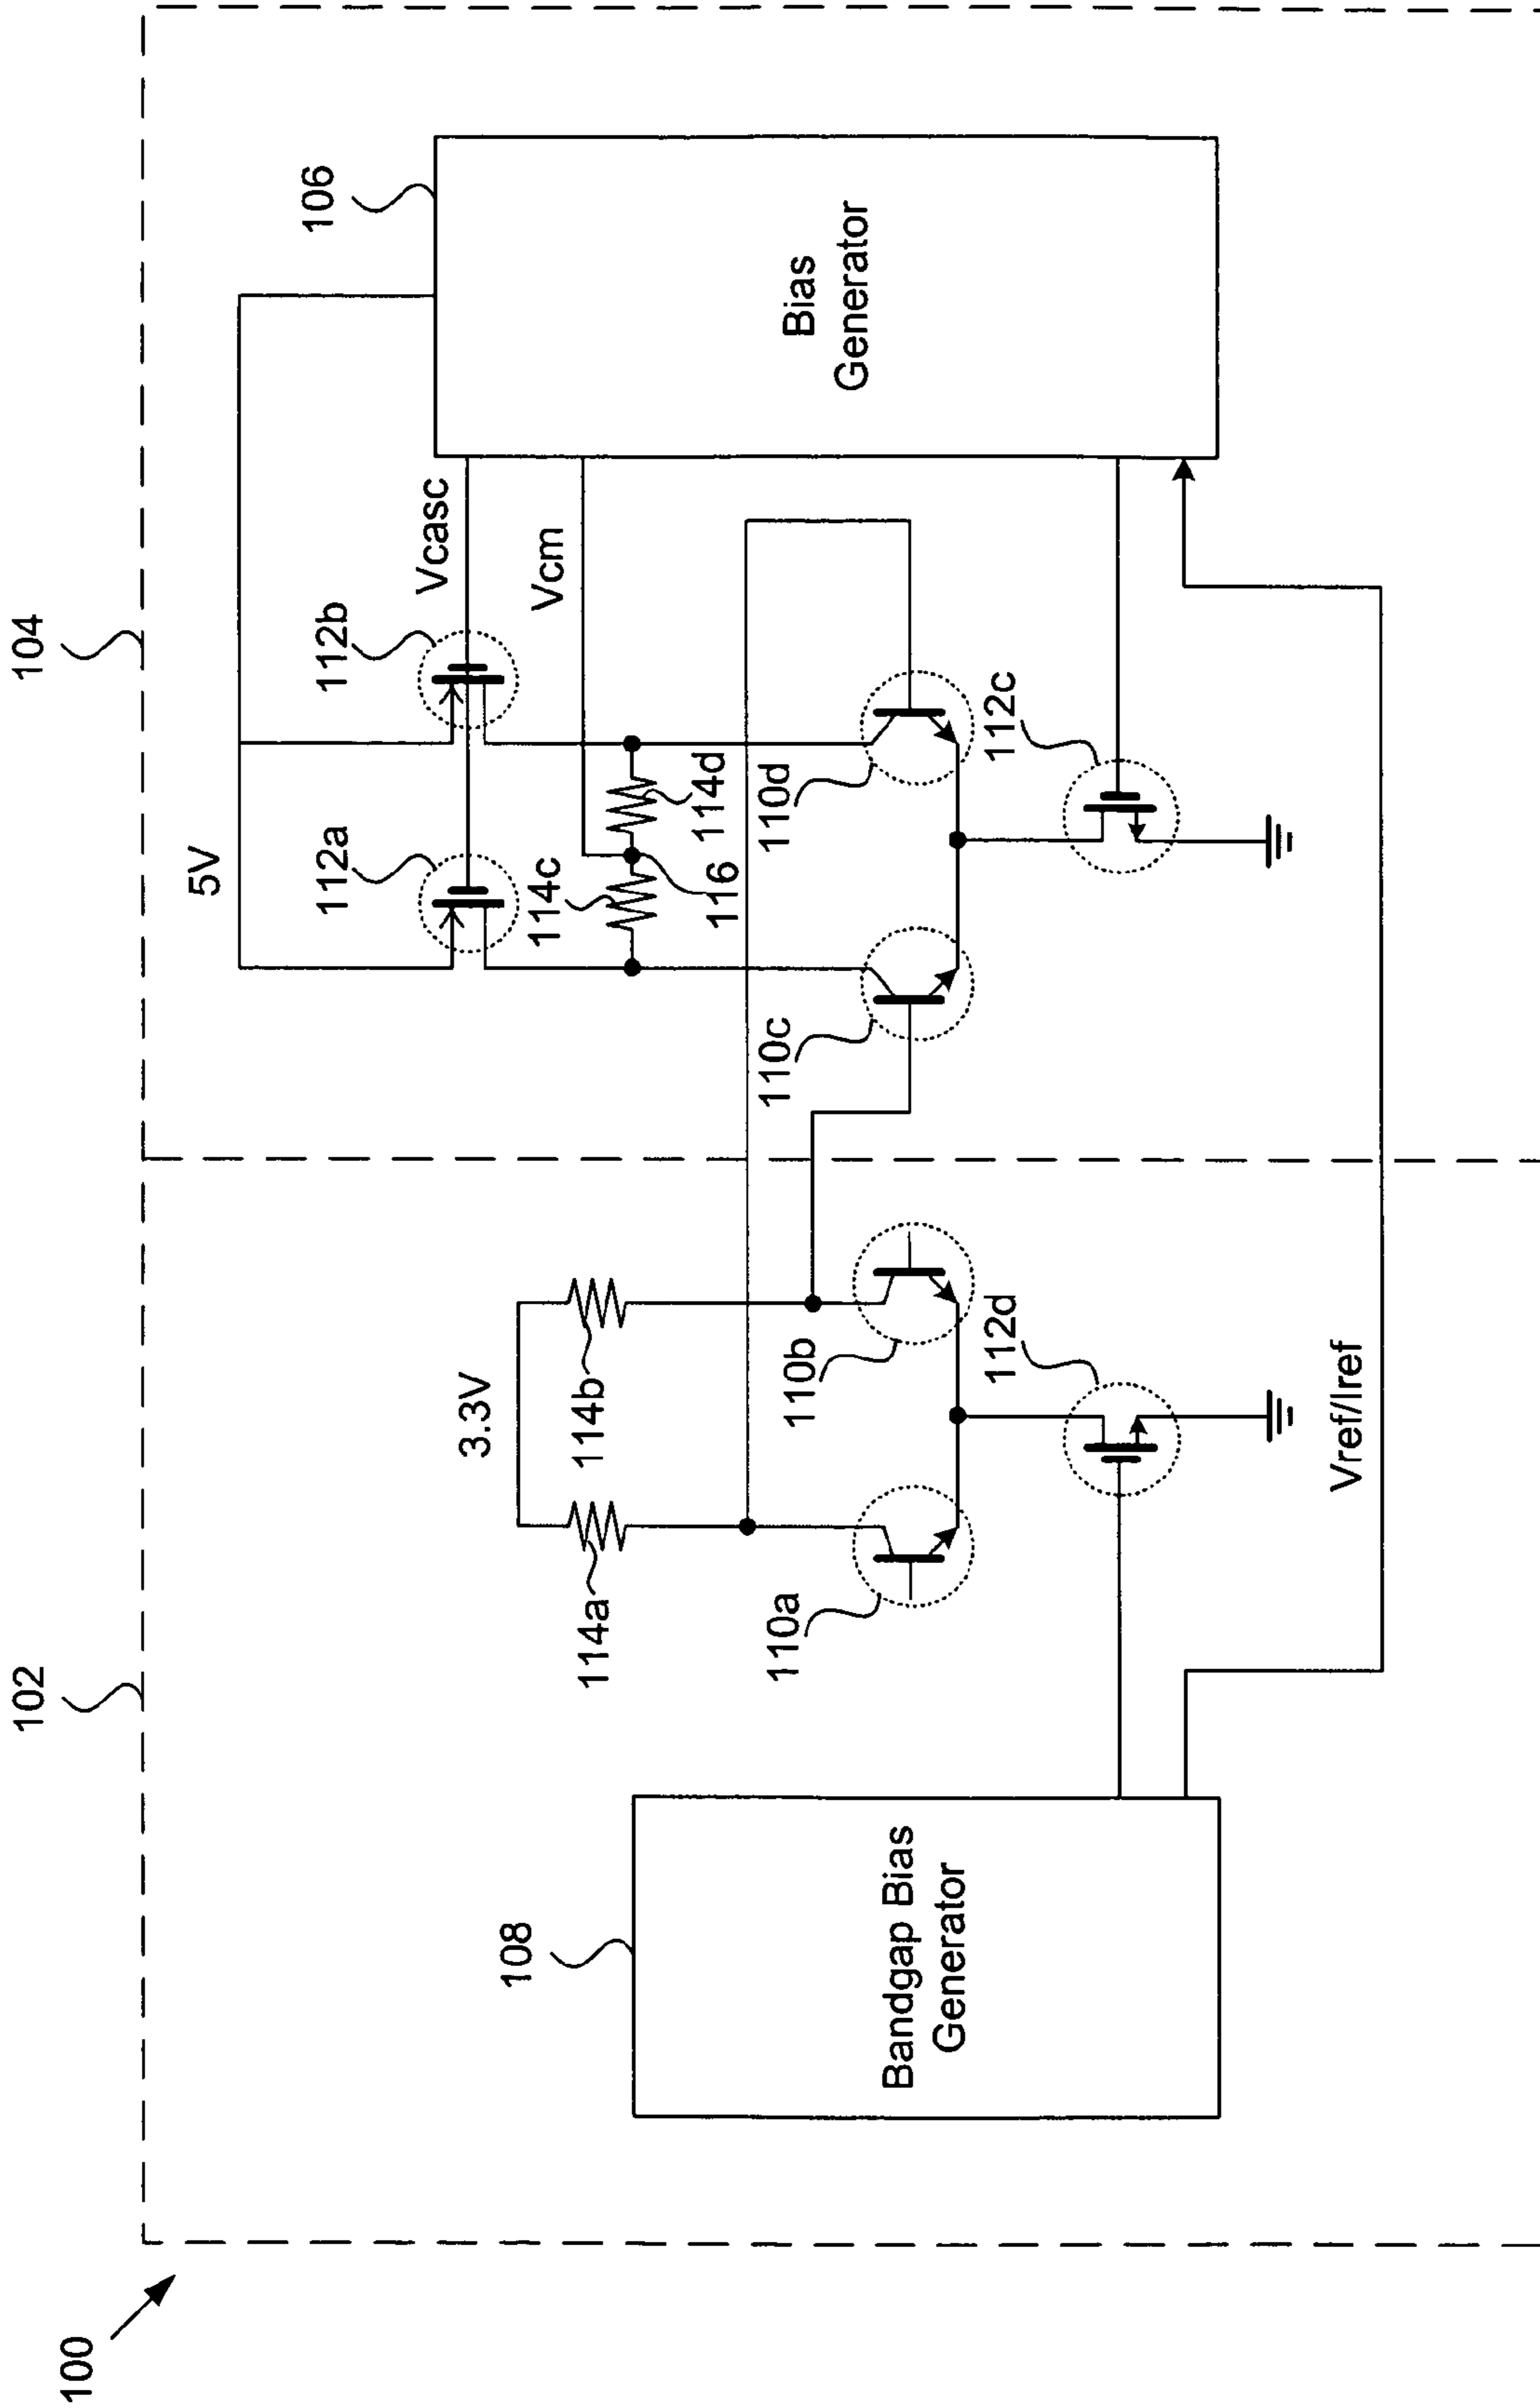 100
102
104
108
Bandgap Bias
Generator
3.3V
114a
114b
110a
110b
112d
Vref/Iref
5V
112a
112b
Vcasc
Vcm
114c
114d
116
110c
110d
112c
106
Bias
Generator